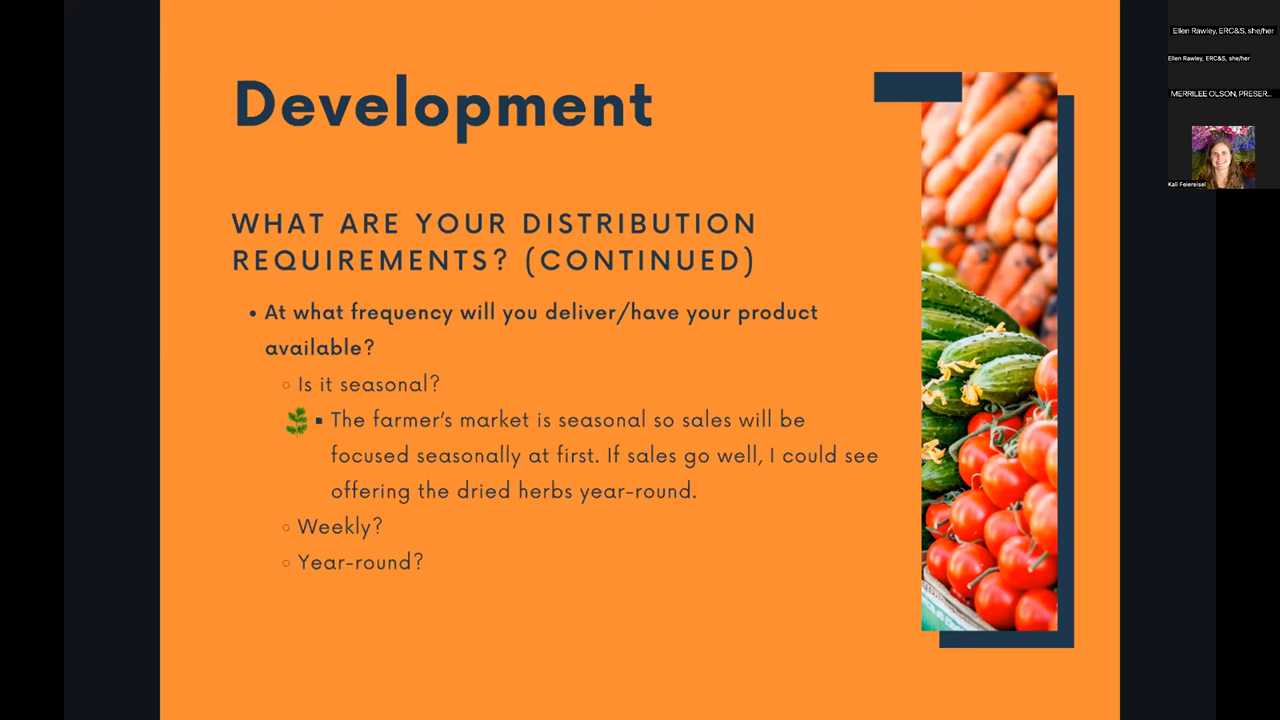 Development
WHAT ARE YOUR DISTRIBUTION
REQUIREMENTS? (CONTINUED)
• At what frequency will you deliver/have your product
available?
○ Is it seasonal?
▪ The farmer's market is seasonal so sales will be
focused seasonally at first. If sales go well, I could see
offering the dried herbs year-round.
○ Weekly?
○ Year-round?
Ellen Rawley, ERC&S, she/her
Ellen Rawley, ERC&S, she/her
MERRILEE OLSON, PRESER...
Kali Feiereisel